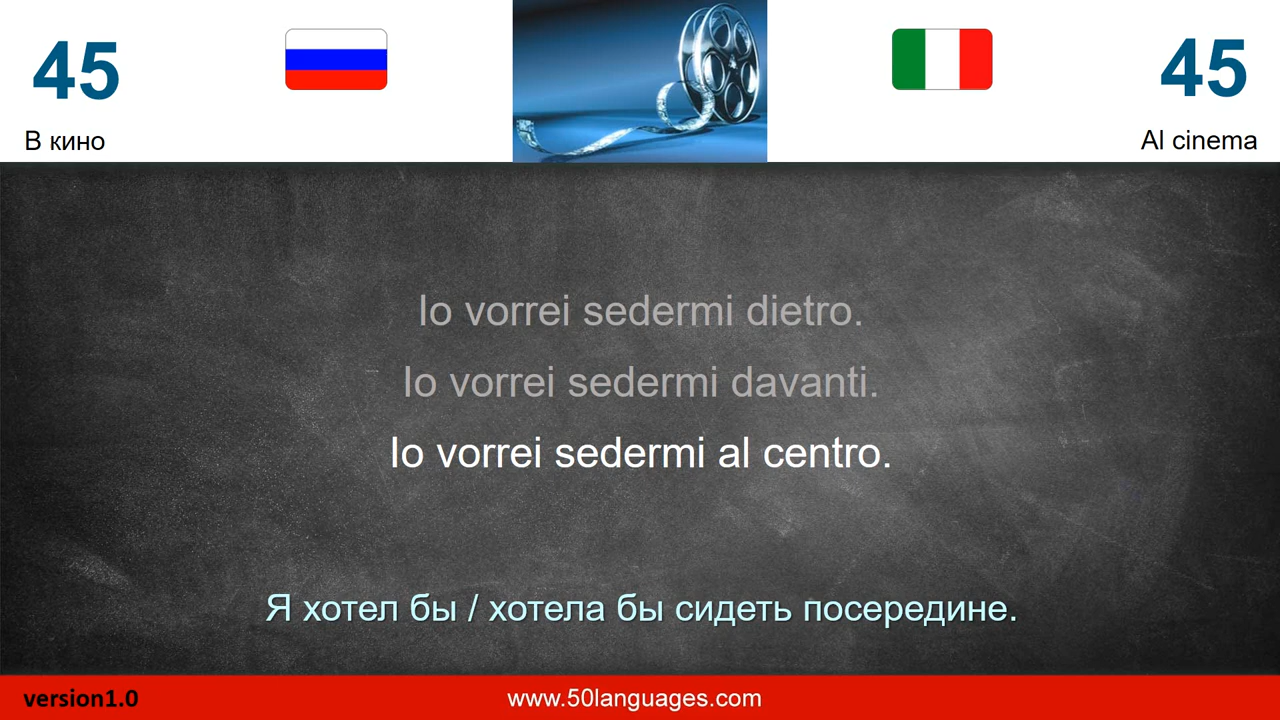 45
45
В кино
Al cinema
Io vorrei sedermi dietro.
Io vorrei sedermi davanti.
Io vorrei sedermi al centro.
Я хотел бы / хотела бы сидеть посередине.
version1.0
www.50languages.com